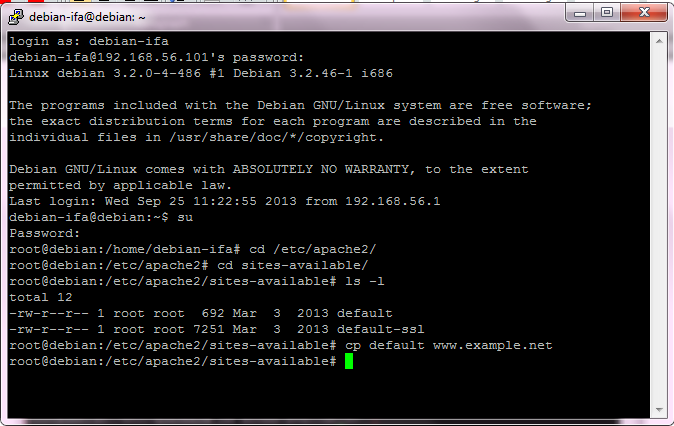 debian-ifa@debian: ~
login as: debian-ifa
debian-ifa@192.168.56.101's password:
Linux debian 3.2.0-4-486 #1 Debian 3.2.46-1 i686
The programs included with the Debian GNU/Linux system are free software;
the exact distribution terms for each program are described in the
individual files in /usr/share/doc/*/copyright.
Debian GNU/Linux comes with ABSOLUTELY NO WARRANTY, to the extent
permitted by applicable law.
Last login: Wed Sep 25 11:22:55 2013 from 192.168.56.1
debian-ifa@debian:~$ su
Password:
root@debian:/home/debian-ifa# cd /etc/apache2/
root@debian:/etc/apache2# cd sites-available/
root@debian:/etc/apache2/sites-available# ls -l
total 12
-rw-r--r-- 1 root root  692 Mar  3  2013 default
-rw-r--r-- 1 root root 7251 Mar  3  2013 default-ssl
root@debian:/etc/apache2/sites-available# cp default www.example.net
root@debian:/etc/apache2/sites-available#